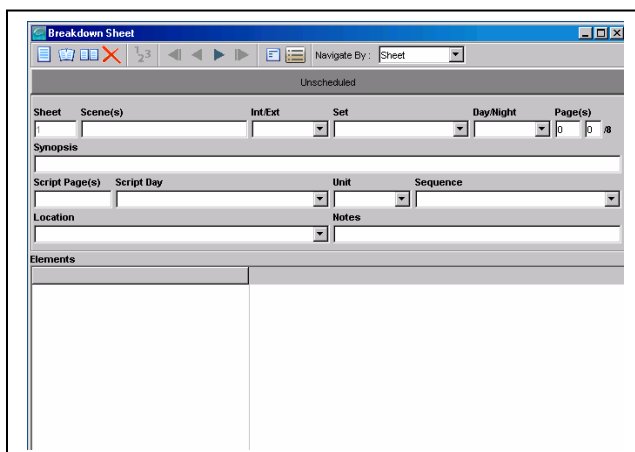 Breakdown Sheet
123 Navigate By : Sheet
Unscheduled
Sheet Scene(s) Int/Ext Set Day/Night Page(s)
1 0 0 /8
Synopsis
Script Page(s) Script Day Unit Sequence
Location Notes
Elements